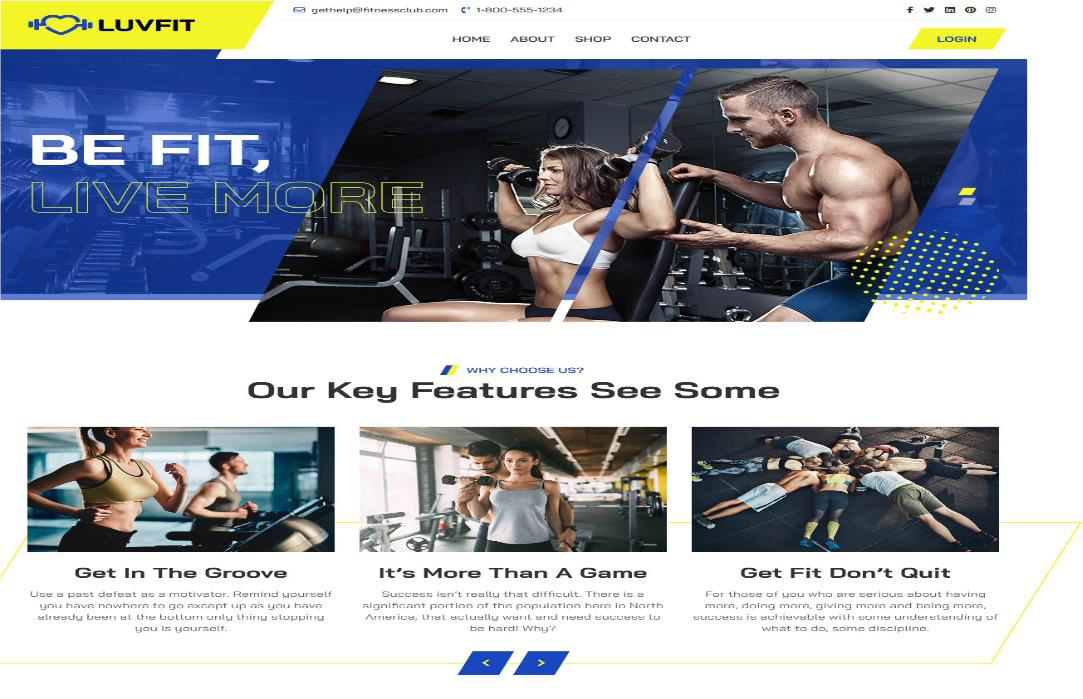 LUVFIT
gethelp@fitnessclub.com 1-800-555-1234
HOME ABOUT SHOP CONTACT
LOGIN
BE FIT,
LIVE MORE
WHY CHOOSE US?
Our Key Features See Some
Get In The Groove
Use a past defeat as a motivator. Remind yourself
you have nowhere to go except up as you have
already been at the bottom only thing stopping
you is yourself.
It's More Than A Game
Success isn't really that difficult. There is a
significant portion of the population here in North
America, that actually want and need success to
be hard! Why?
Get Fit Don't Quit
For those of you who are serious about having
more, doing more, giving more and being more,
success is achievable with some understanding of
what to do, some discipline.
< >